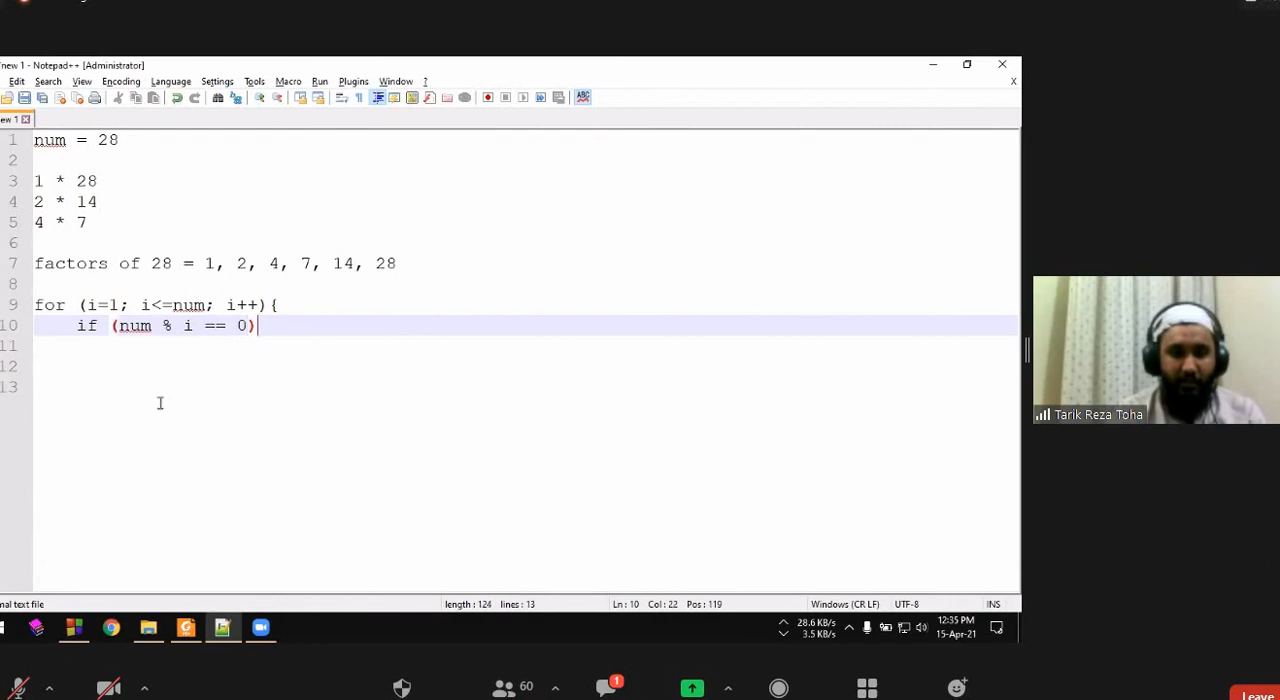 new 1 - Notepad++ [Administrator]
Edit Search View Encoding Language Settings Tools Macro Run Plugins Window ? X
ew 1
1 num = 28
2
3 1 * 28
4 2 * 14
5 4 * 7
6
7 factors of 28 = 1, 2, 4, 7, 14, 28
8
9 for (i=1; i<=num; i++){
10 if (num % i == 0)
11
12
13
Tarik Reza Toha
mal text file length : 124 lines : 13 Ln : 10 Col : 22 Pos : 119 Windows (CR LF) UTF-8 INS
28.6 KB/s
3.5 KB/s
12:35 PM
15-Apr-21
60
1
Leave